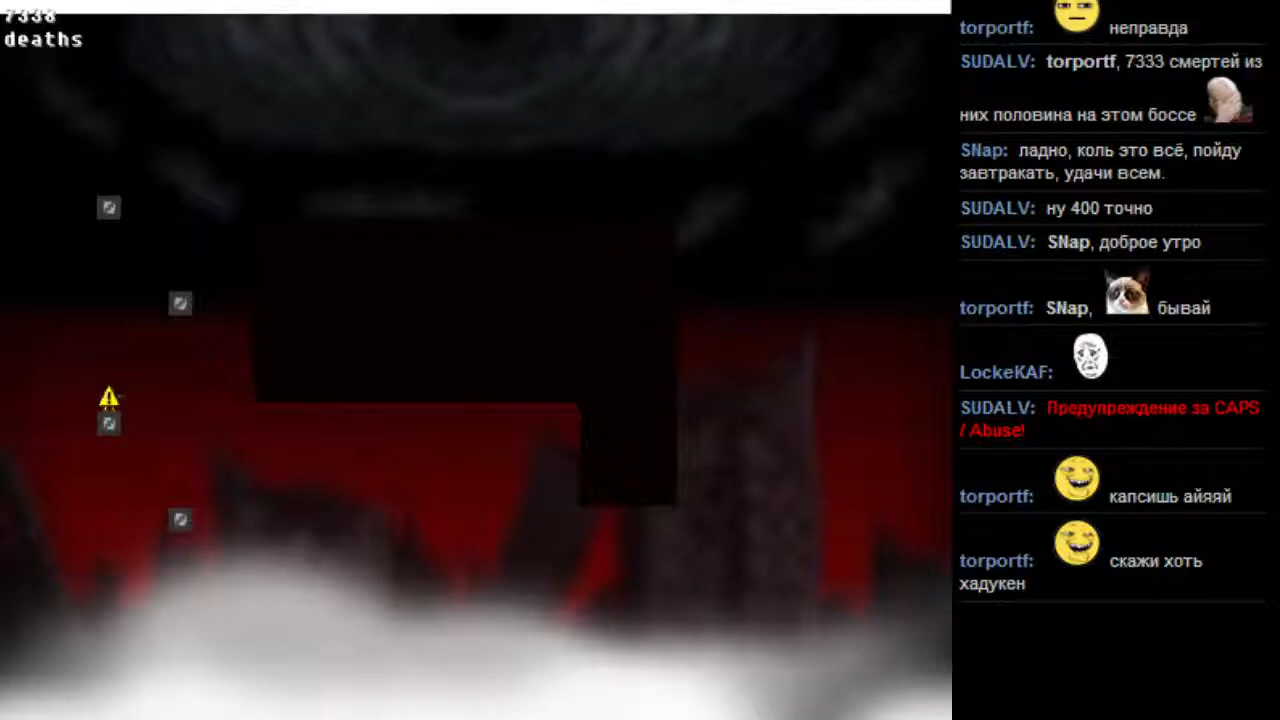 7338
deaths
torportf: неправда
SUDALV: torportf, 7333 смертей из
них половина на этом боссе
SNap: ладно, коль это всё, пойду
завтракать, удачи всем.
SUDALV: ну 400 точно
SUDALV: SNap, доброе утро
torportf: SNap, бывай
LockeKAF:
SUDALV: Предупреждение за CAPS
/ Abuse!
torportf: капсишь айяяй
torportf: скажи хоть
хадукен